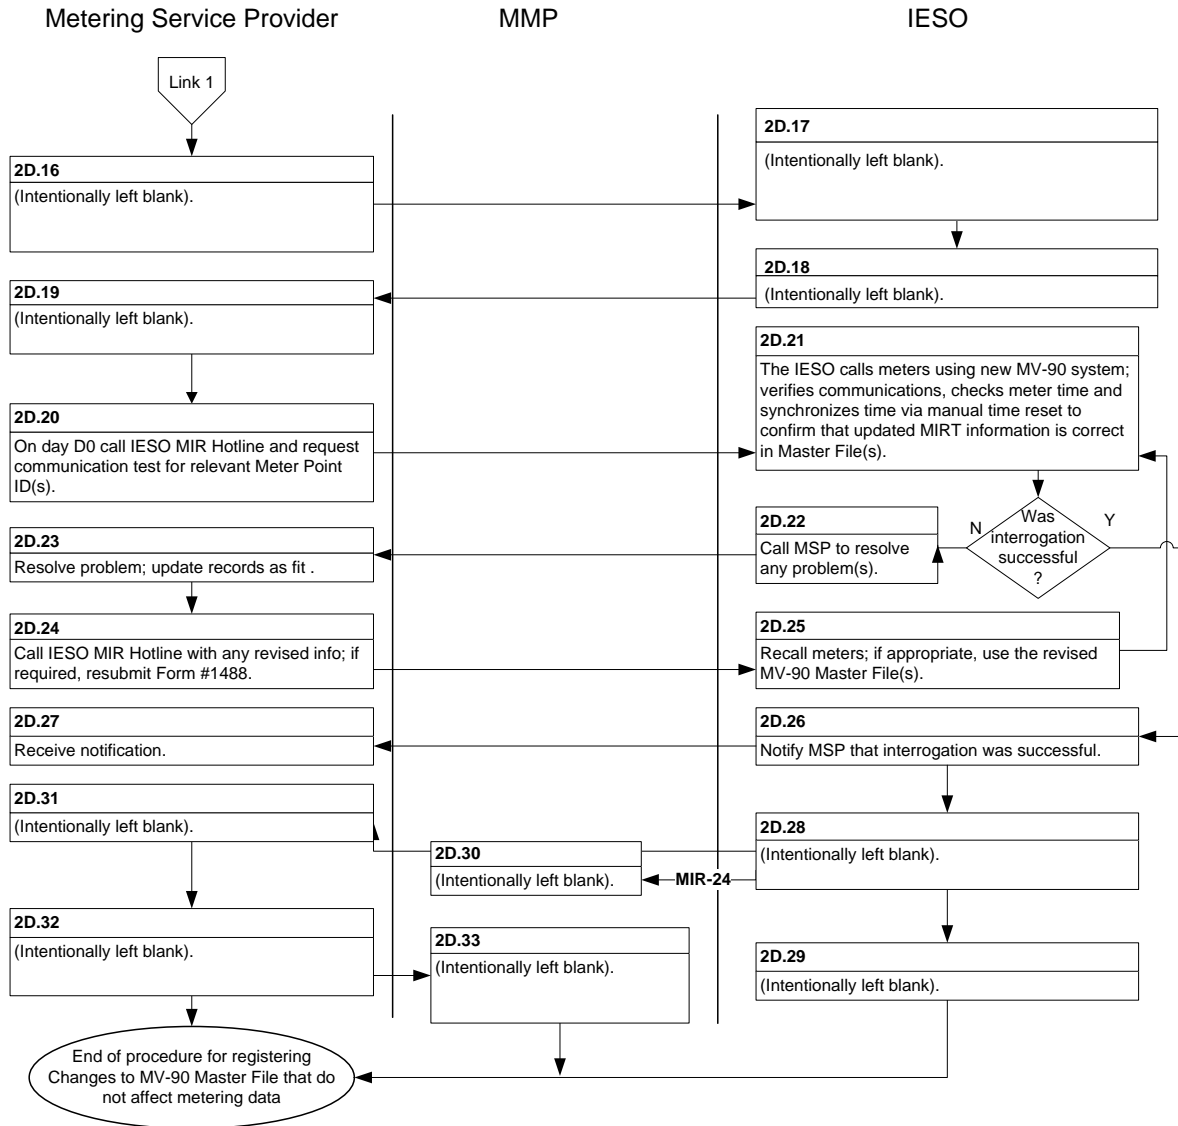 Metering Service Provider
MMP
IESO
Link 1
2D.16
(Intentionally left blank).
2D.17
(Intentionally left blank).
2D.18
(Intentionally left blank).
2D.19
(Intentionally left blank).
2D.20
On day D0 call IESO MIR Hotline and request
communication test for relevant Meter Point
ID(s).
2D.21
The IESO calls meters using new MV-90 system;
verifies communications, checks meter time and
synchronizes time via manual time reset to
confirm that updated MIRT information is correct
in Master File(s).
Was
interrogation
successful
?
N
Y
2D.22
Call MSP to resolve
any problem(s).
2D.23
Resolve problem; update records as fit .
2D.24
Call IESO MIR Hotline with any revised info; if
required, resubmit Form #1488.
2D.25
Recall meters; if appropriate, use the revised
MV-90 Master File(s).
2D.27
Receive notification.
2D.26
Notify MSP that interrogation was successful.
2D.31
(Intentionally left blank).
2D.28
(Intentionally left blank).
2D.30
(Intentionally left blank).
MIR-24
2D.32
(Intentionally left blank).
2D.33
(Intentionally left blank).
2D.29
(Intentionally left blank).
End of procedure for registering
Changes to MV-90 Master File that do
not affect metering data